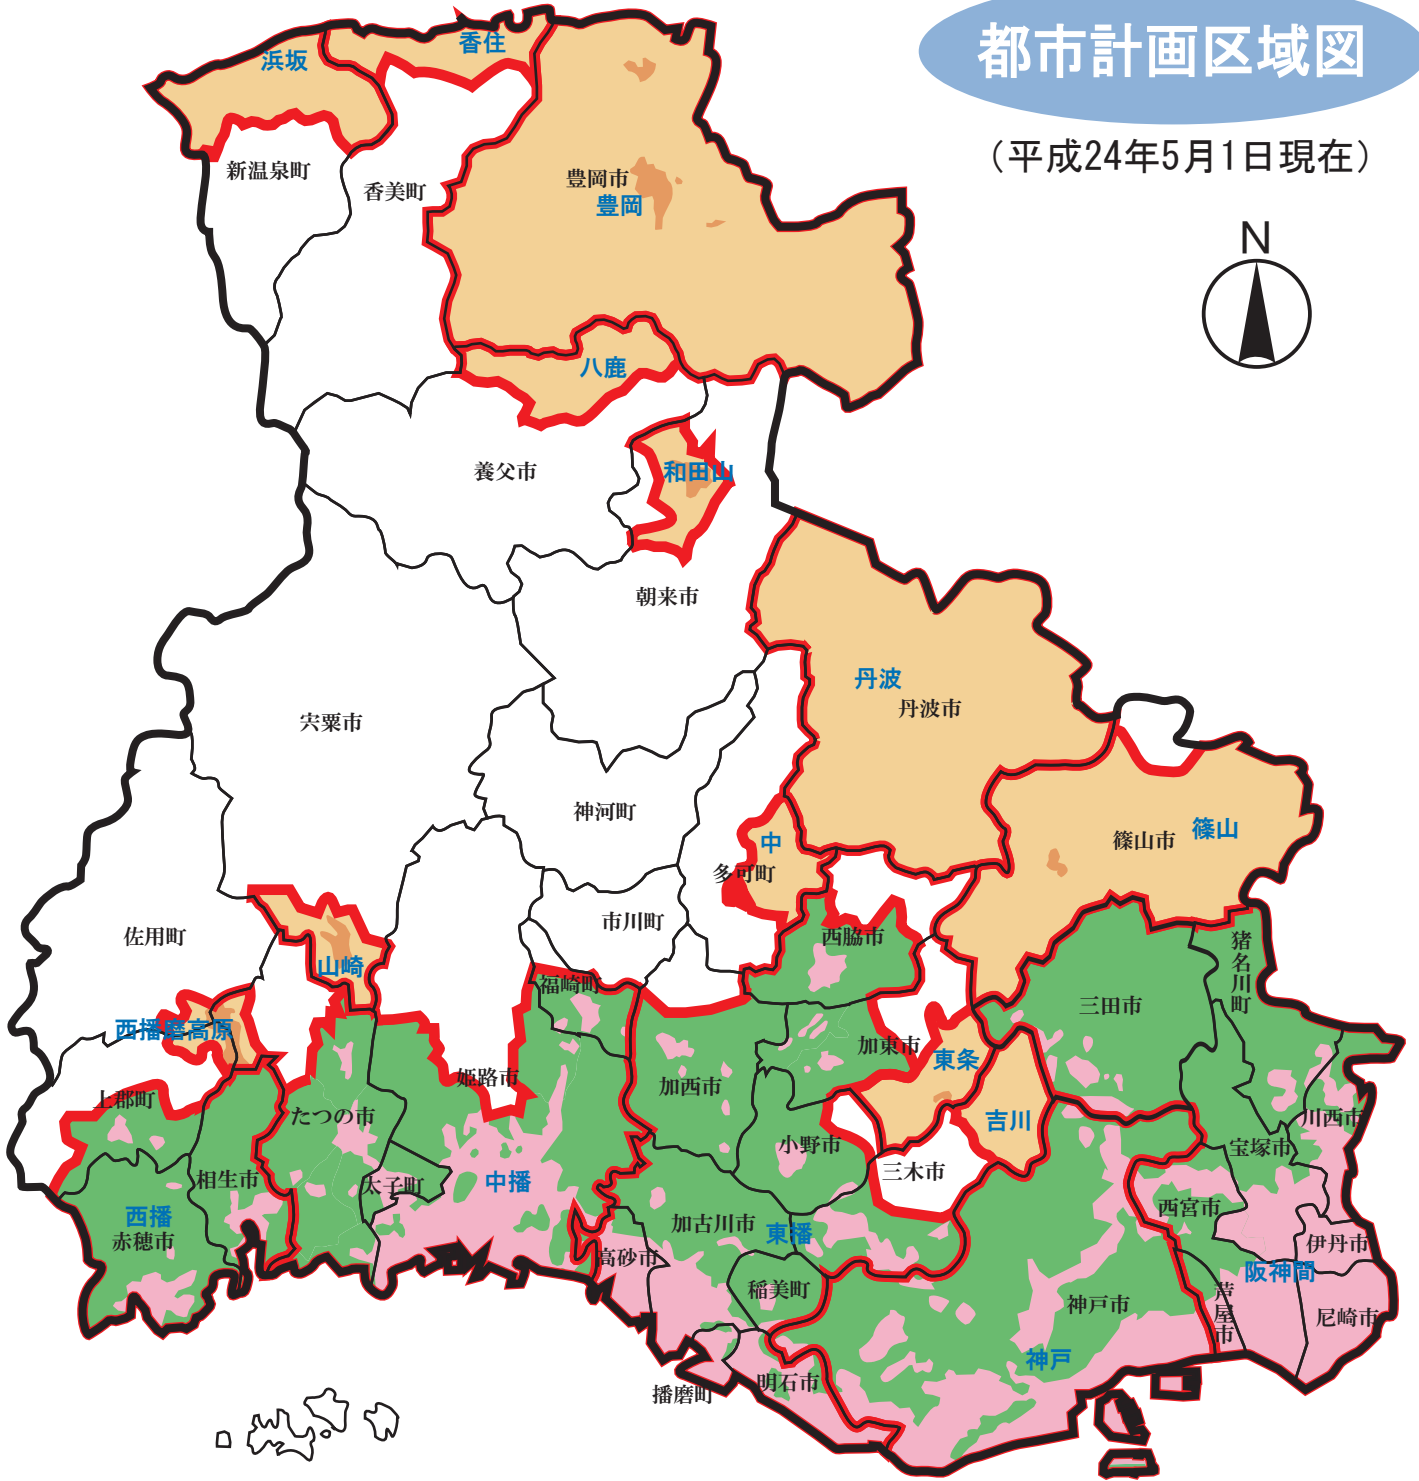 都市計画区域図
（平成24年5月1日現在）
N
香住
浜坂
新温泉町
香美町
豊岡市
豊岡
八鹿
和田山
養父市
朝来市
丹波
丹波市
宍粟市
神河町
篠山
篠山市
中
多可町
市川町
佐用町
西脇市
猪名川町
山崎
福崎町
三田市
西播磨高原
加東市
東条
姫路市
加西市
上郡町
たつの市
吉川
川西市
小野市
宝塚市
三木市
相生市
太子町
中播
西宮市
西播
赤穂市
加古川市
東播
伊丹市
高砂市
阪神間
稲美町
神戸市
芦屋市
尼崎市
神戸
明石市
播磨町